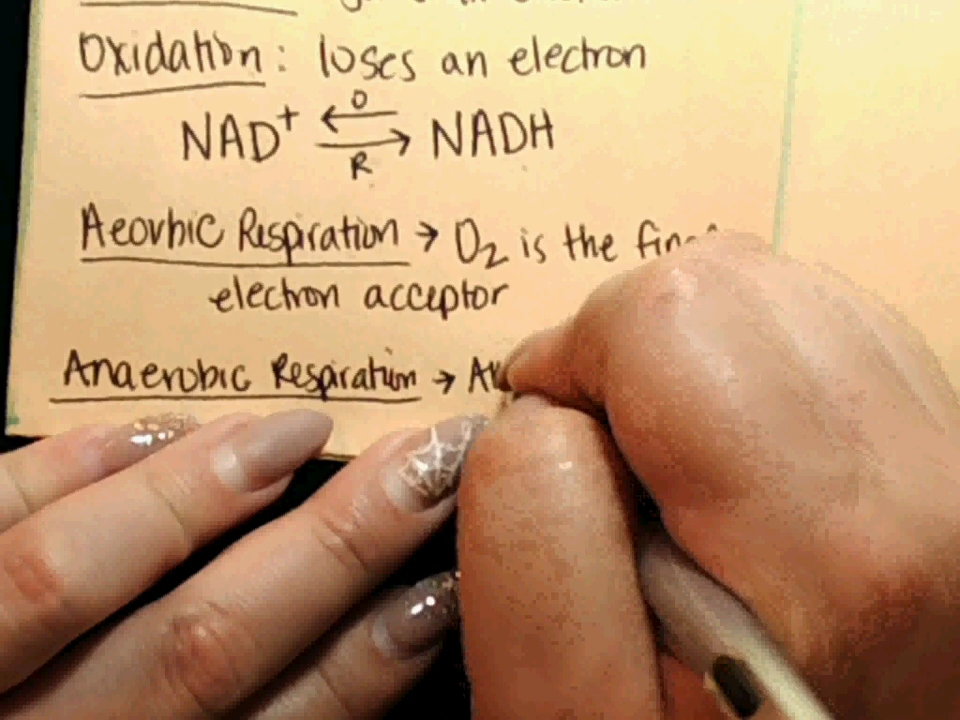 Oxidation: loses an electron
NAD+ O R NADH
Aeorbic Respiration → O2 is the
electron acceptor
Anaerobic Respiration →